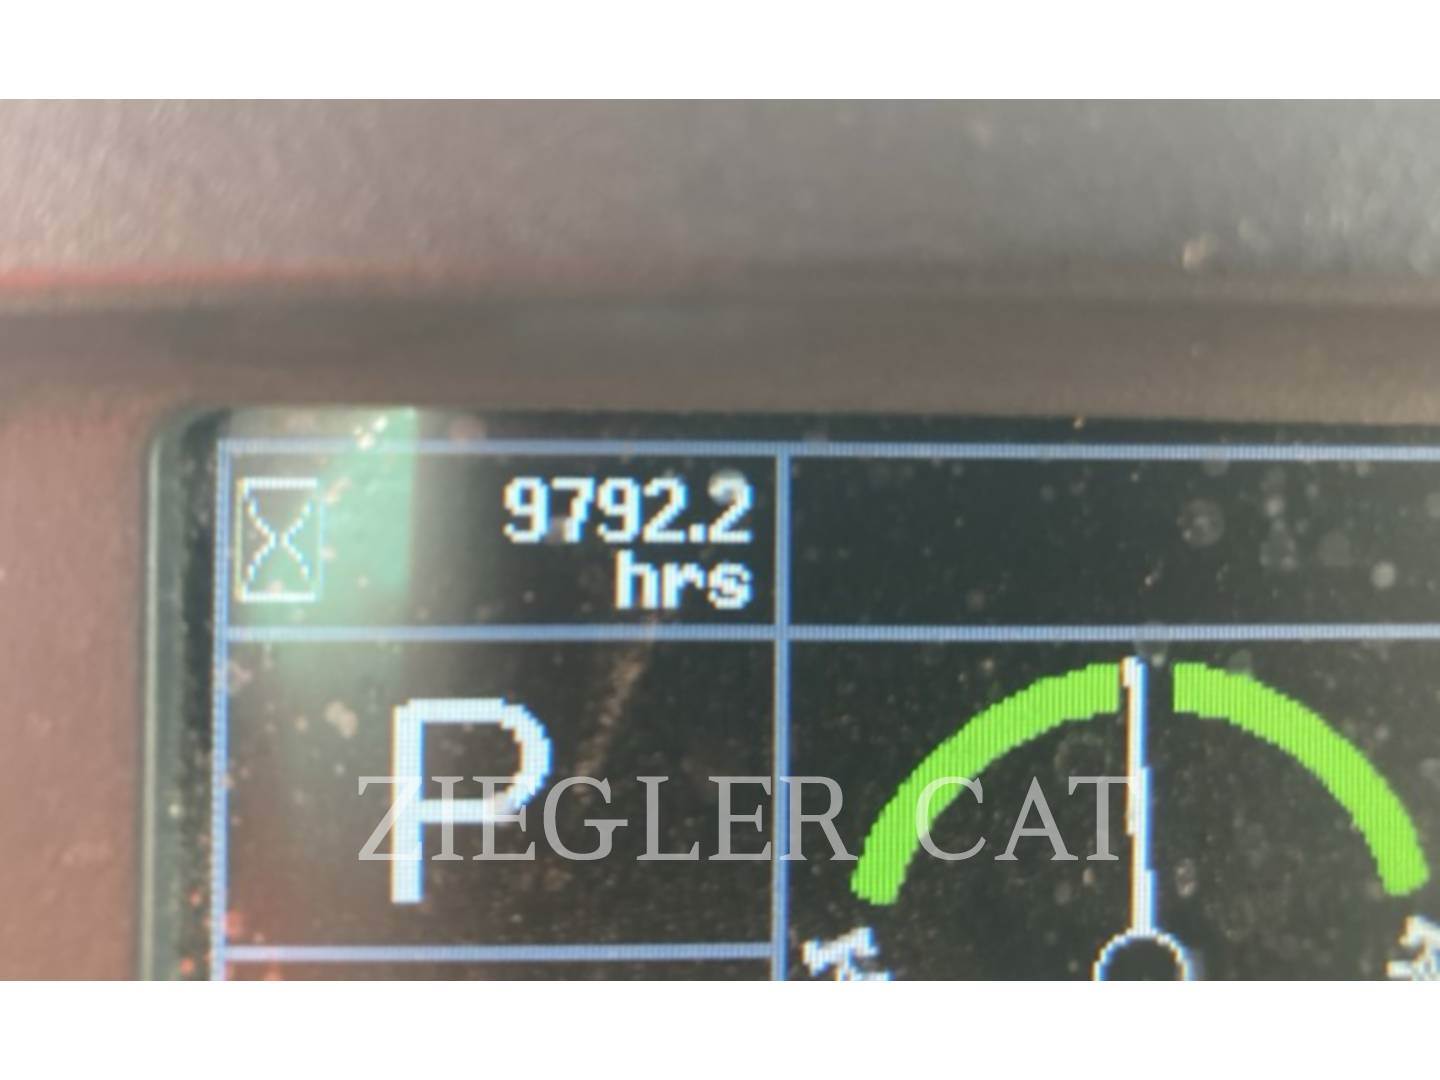 9792.2
hrs
P
ZIEGLER CAT